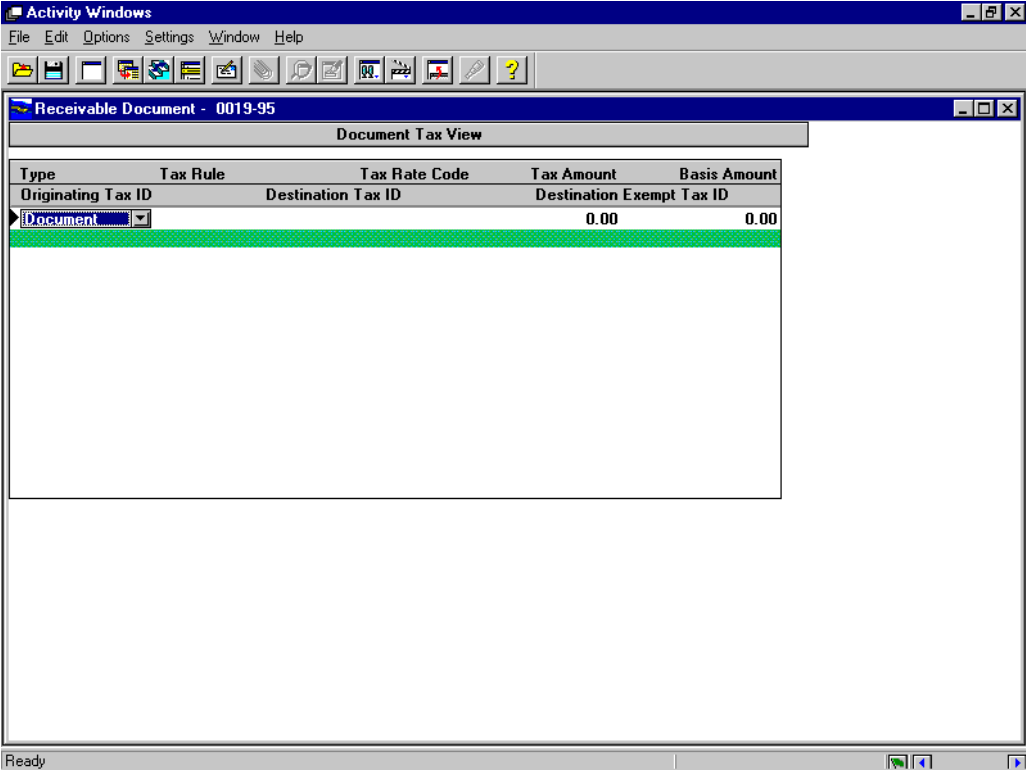 Activity Windows
File Edit Options Settings Window Help
Receivable Document - 0019-95
Document Tax View
Type Tax Rule Tax Rate Code Tax Amount Basis Amount
Originating Tax ID Destination Tax ID Destination Exempt Tax ID
Document 0.00 0.00
Ready